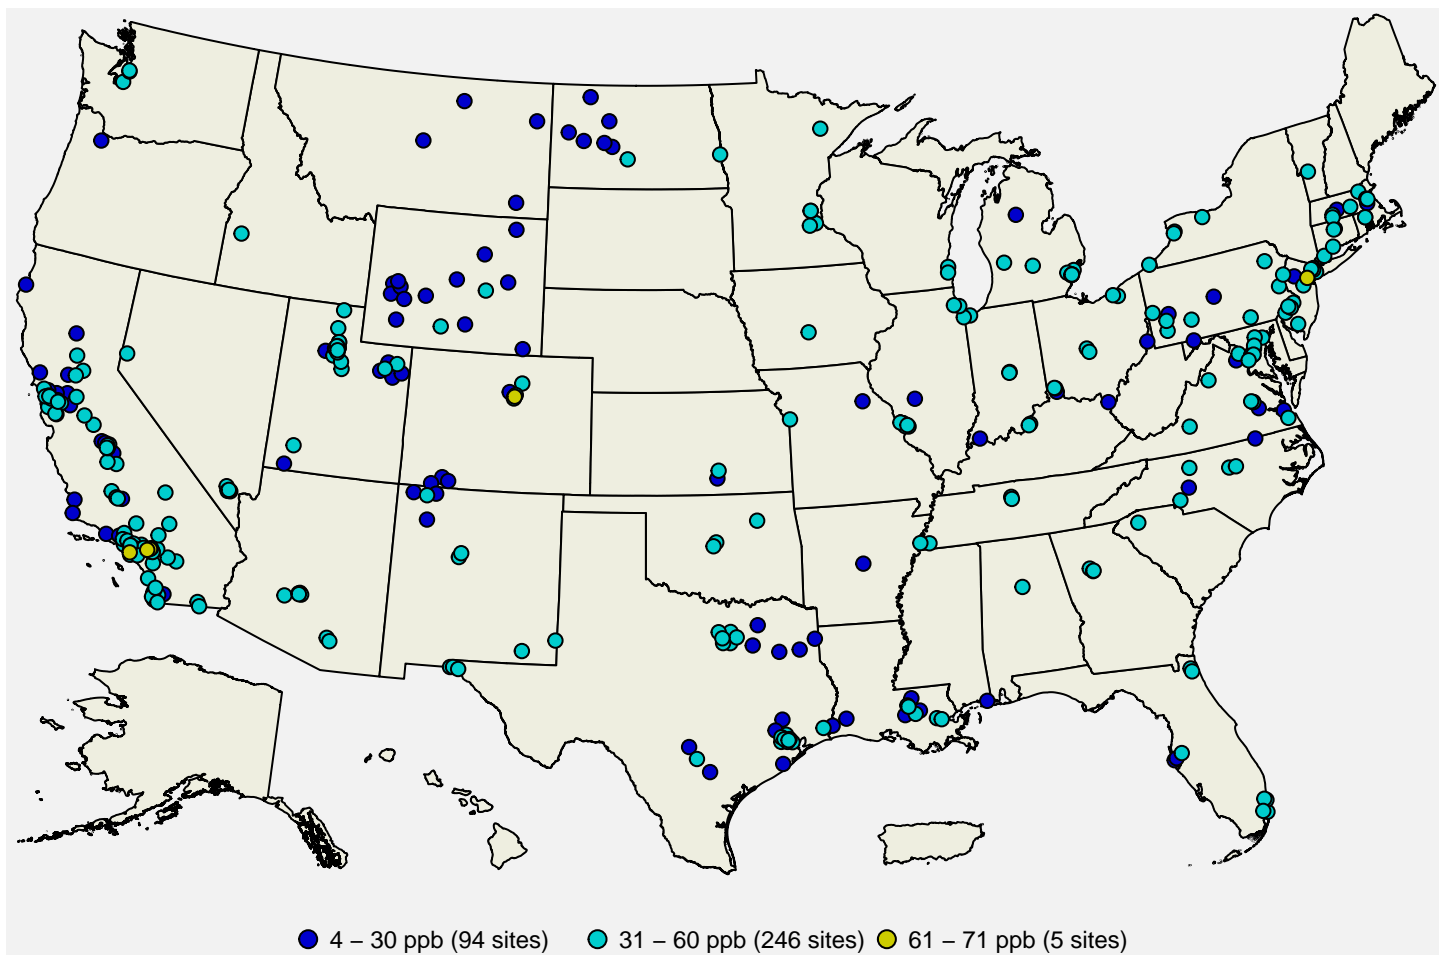 4 – 30 ppb (94 sites) 31 – 60 ppb (246 sites) 61 – 71 ppb (5 sites)